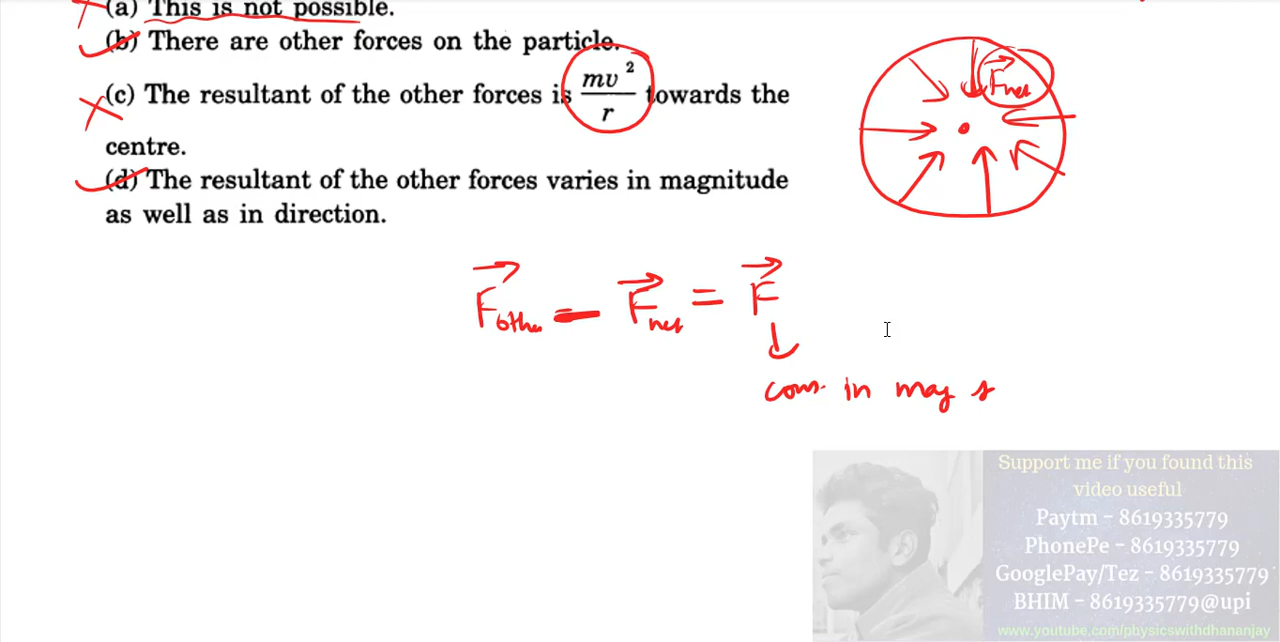 (a) This is not possible.
(b) There are other forces on the particle.
(c) The resultant of the other forces is mv²/r towards the
centre.
(d) The resultant of the other forces varies in magnitude
as well as in direction.
F net
F other - F net = F
cons. in mag &
Support me if you found this
video useful
Paytm - 8619335779
PhonePe - 8619335779
GooglePay/Tez - 8619335779
BHIM - 8619335779@upi
www.youtube.com/physicswithdhananjay